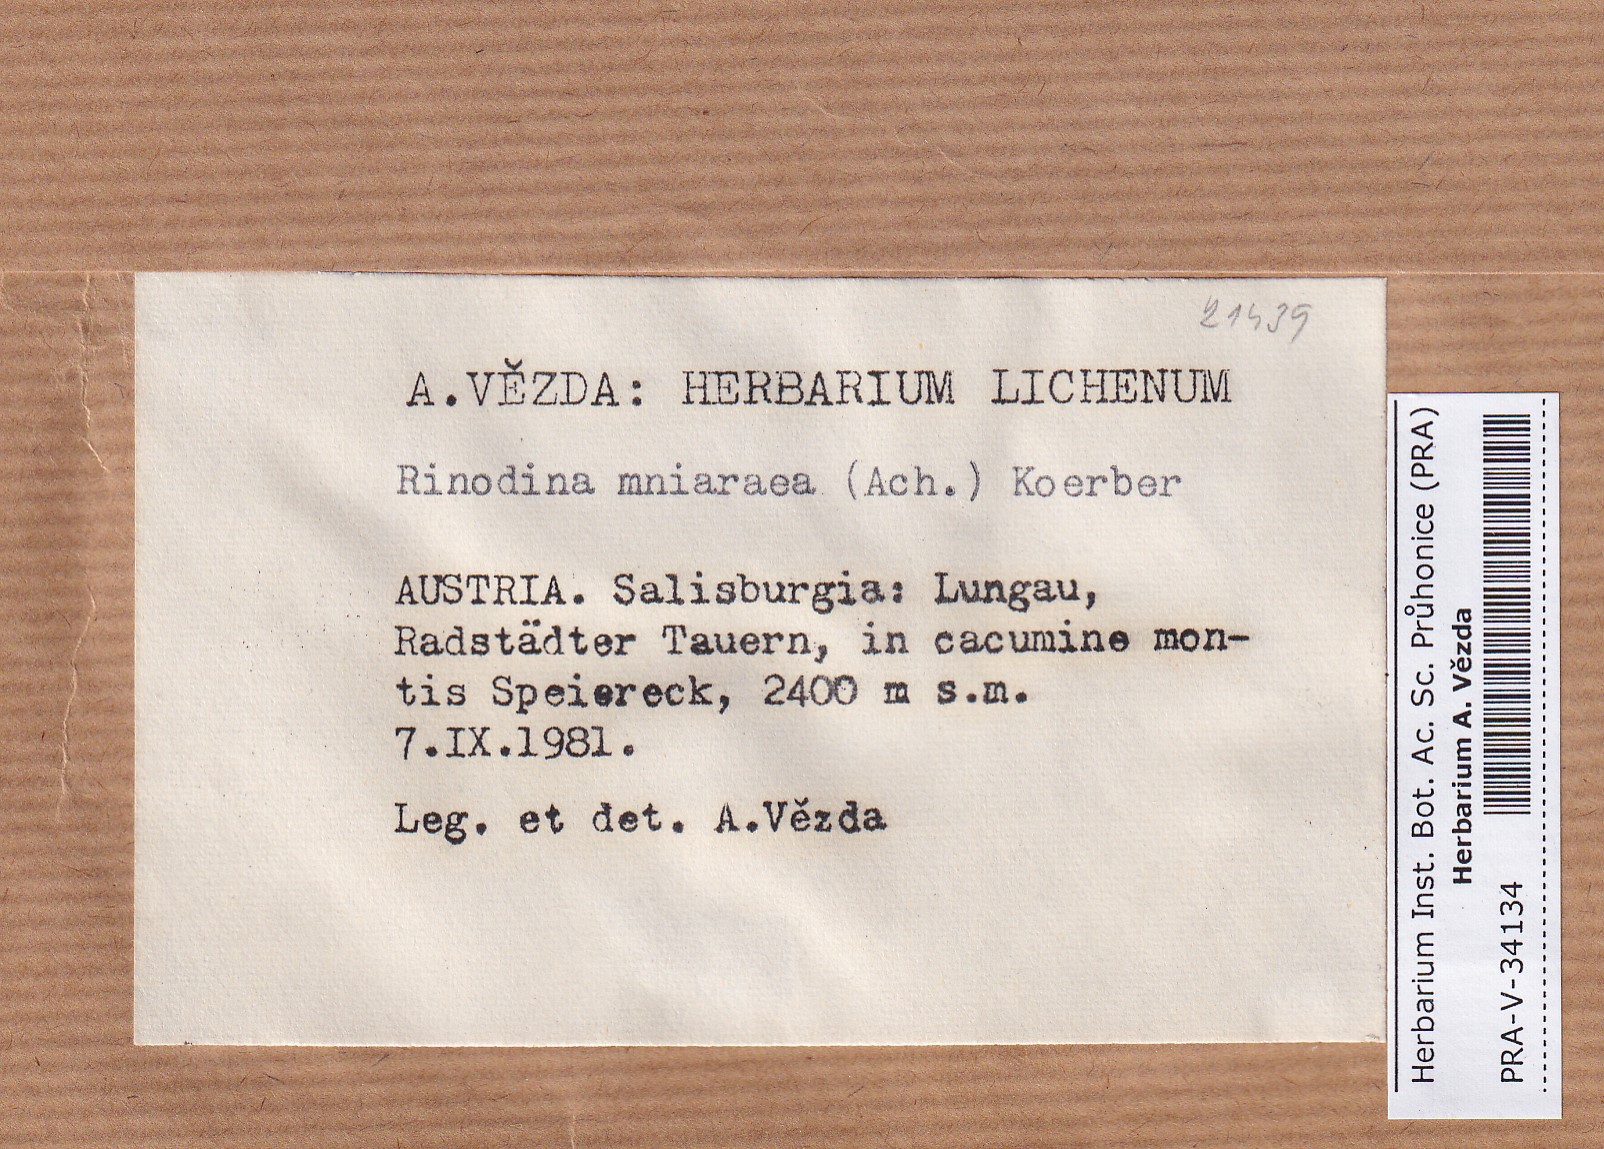 21439
A.VĚZDA: HERBARIUM LICHENUM
Rinodina mniaraea (Ach.) Koerber
AUSTRIA. Salisburgia: Lungau,
Radstädter Tauern, in cacumine mon-
tis Speiereck, 2400 m s.m.
7.IX.1981.
Leg. et det. A.Vězda
Herbarium Inst. Bot. Ac. Sc. Průhonice (PRA)
Herbarium A. Vězda
PRA-V-34134